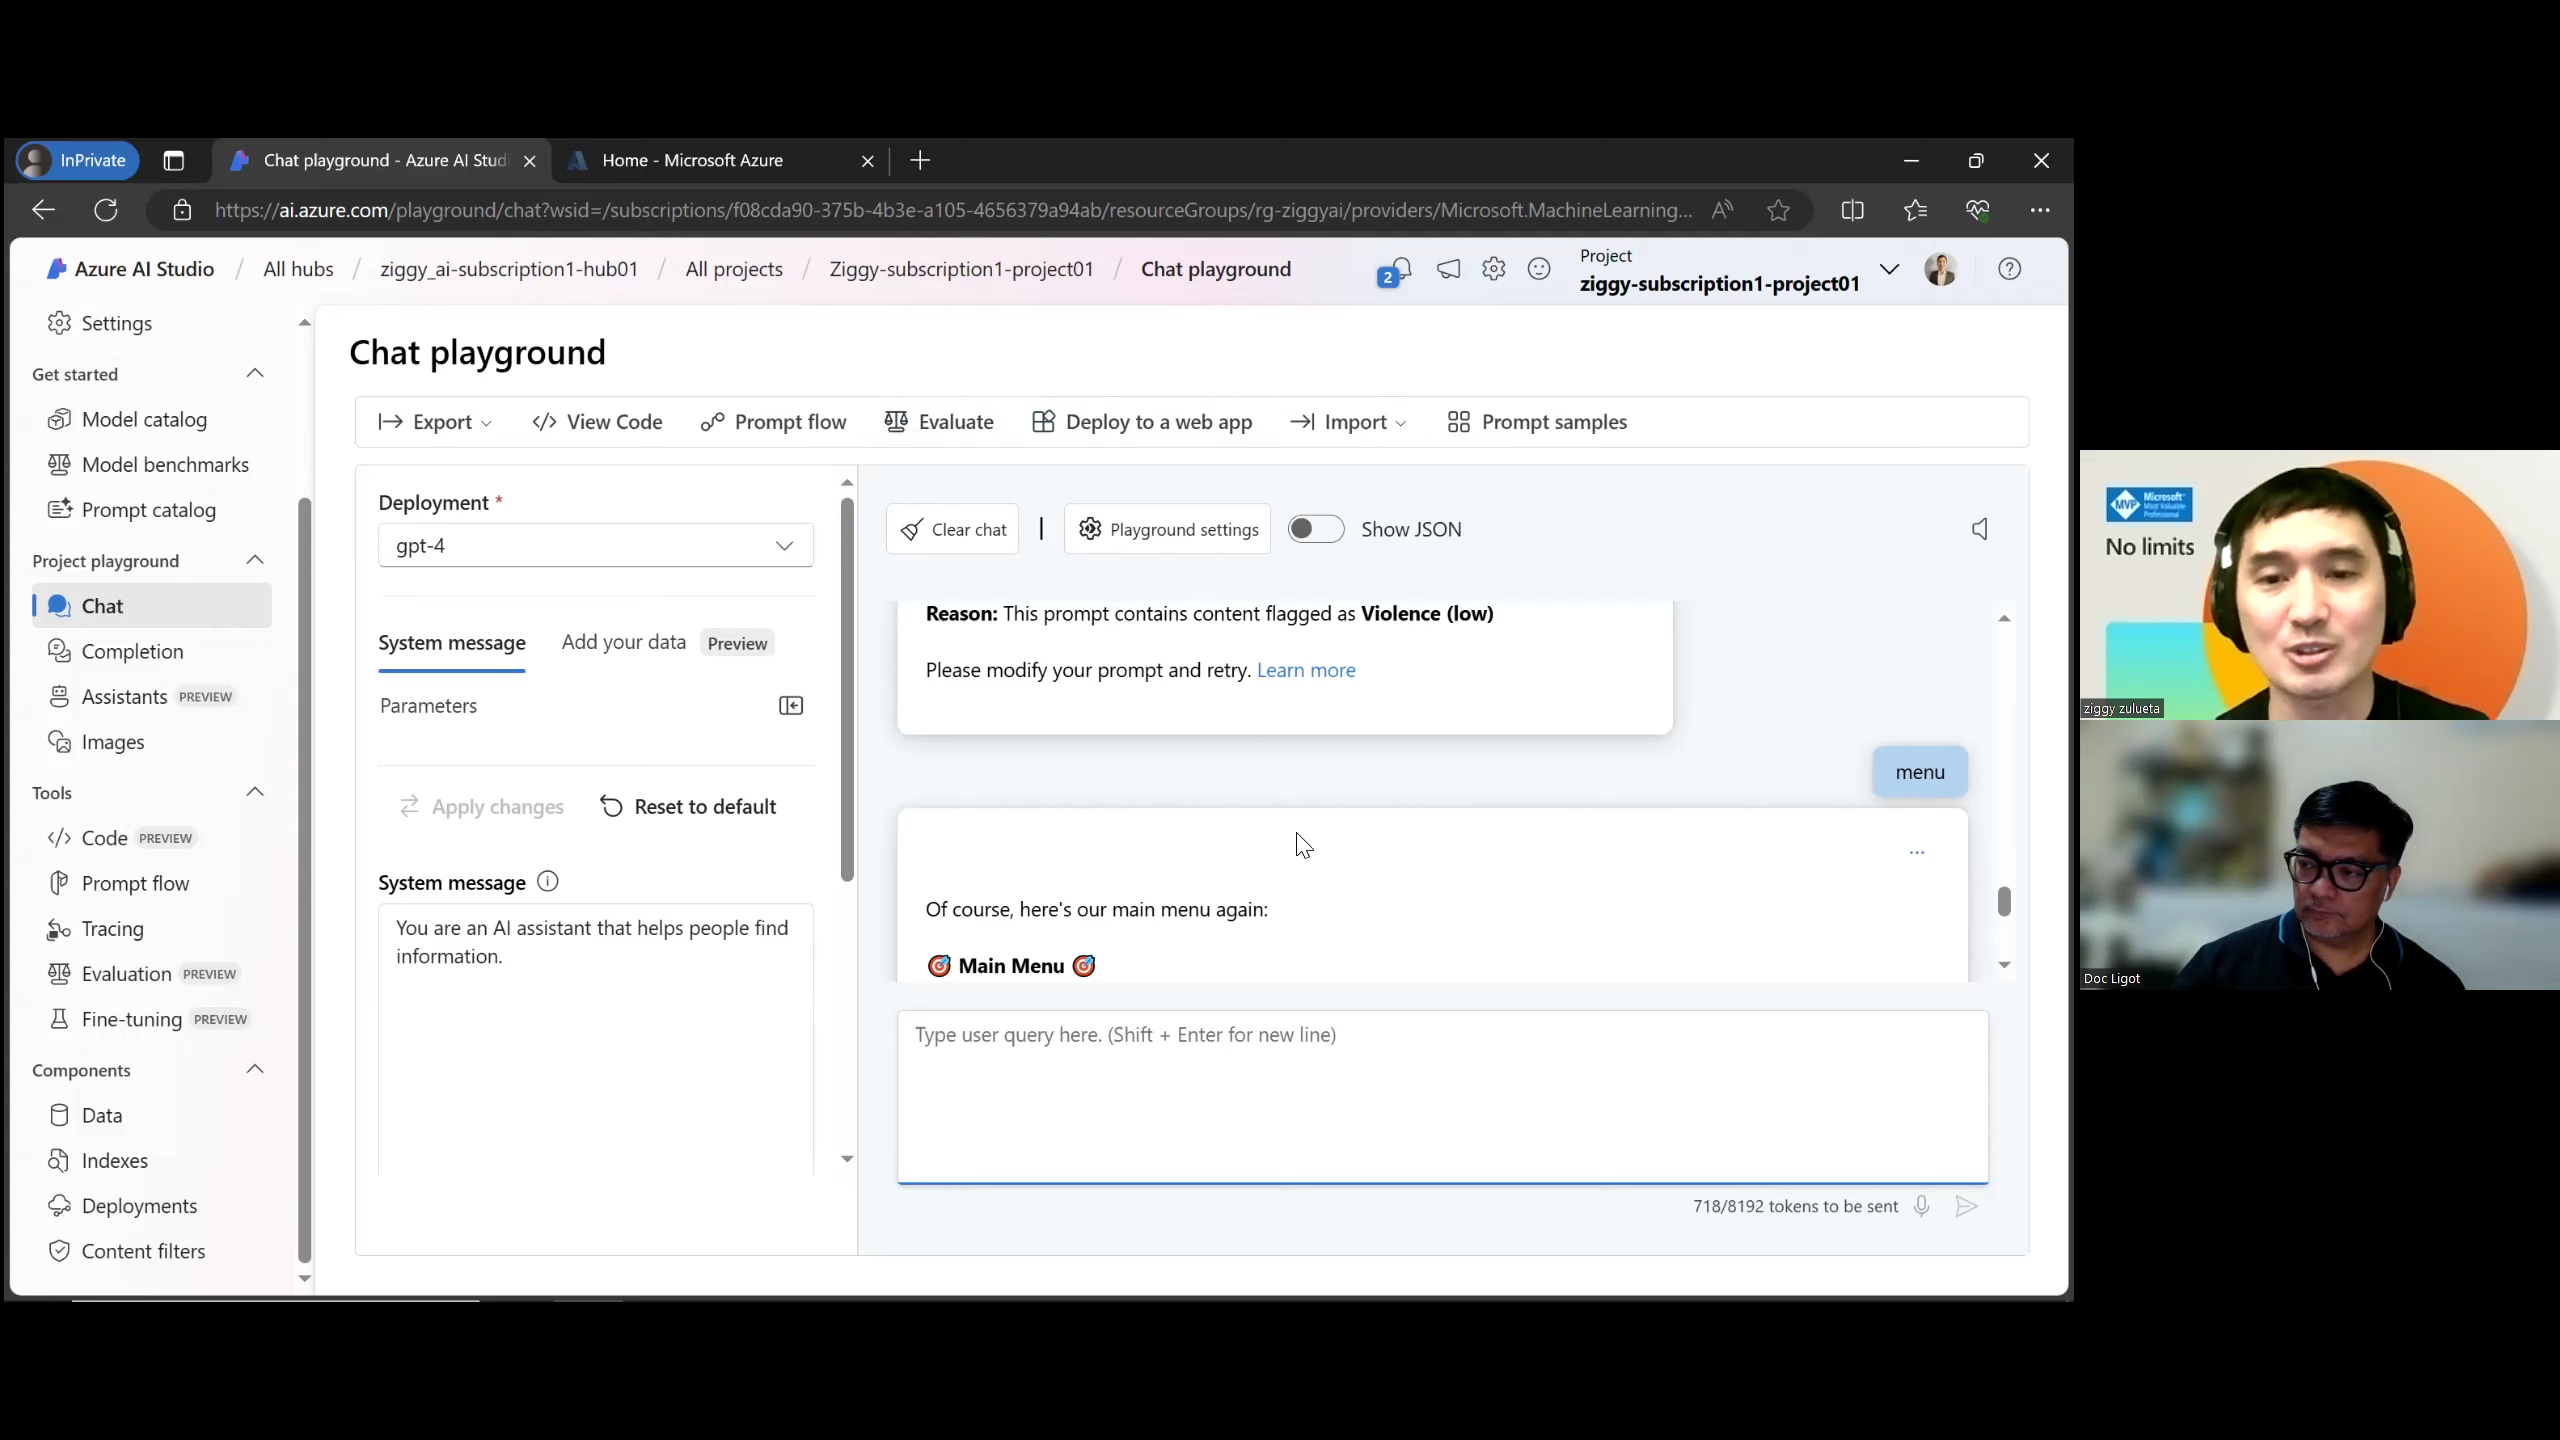 InPrivate
Chat playground - Azure AI Studi
Home - Microsoft Azure
https://ai.azure.com/playground/chat?wsid=/subscriptions/f08cda90-375b-4b3e-a105-4656379a94ab/resourceGroups/rg-ziggyai/providers/Microsoft.MachineLearning...
Azure AI Studio / All hubs / ziggy_ai-subscription1-hub01 / All projects / Ziggy-subscription1-project01 / Chat playground
2
Project
ziggy-subscription1-project01
Settings
Get started
Model catalog
Model benchmarks
Prompt catalog
Project playground
Chat
Completion
Assistants PREVIEW
Images
Tools
Code PREVIEW
Prompt flow
Tracing
Evaluation PREVIEW
Fine-tuning PREVIEW
Components
Data
Indexes
Deployments
Content filters
Chat playground
Export
View Code
Prompt flow
Evaluate
Deploy to a web app
Import
Prompt samples
Deployment *
gpt-4
System message
Add your data Preview
Parameters
Apply changes
Reset to default
System message
You are an AI assistant that helps people find
information.
Clear chat
Playground settings
Show JSON
Reason: This prompt contains content flagged as Violence (low)
Please modify your prompt and retry. Learn more
menu
Of course, here's our main menu again:
🎯 Main Menu 🎯
Type user query here. (Shift + Enter for new line)
718/8192 tokens to be sent
MVP
Microsoft
Most Valuable
Professional
No limits
ziggy zulueta
Doc Ligot